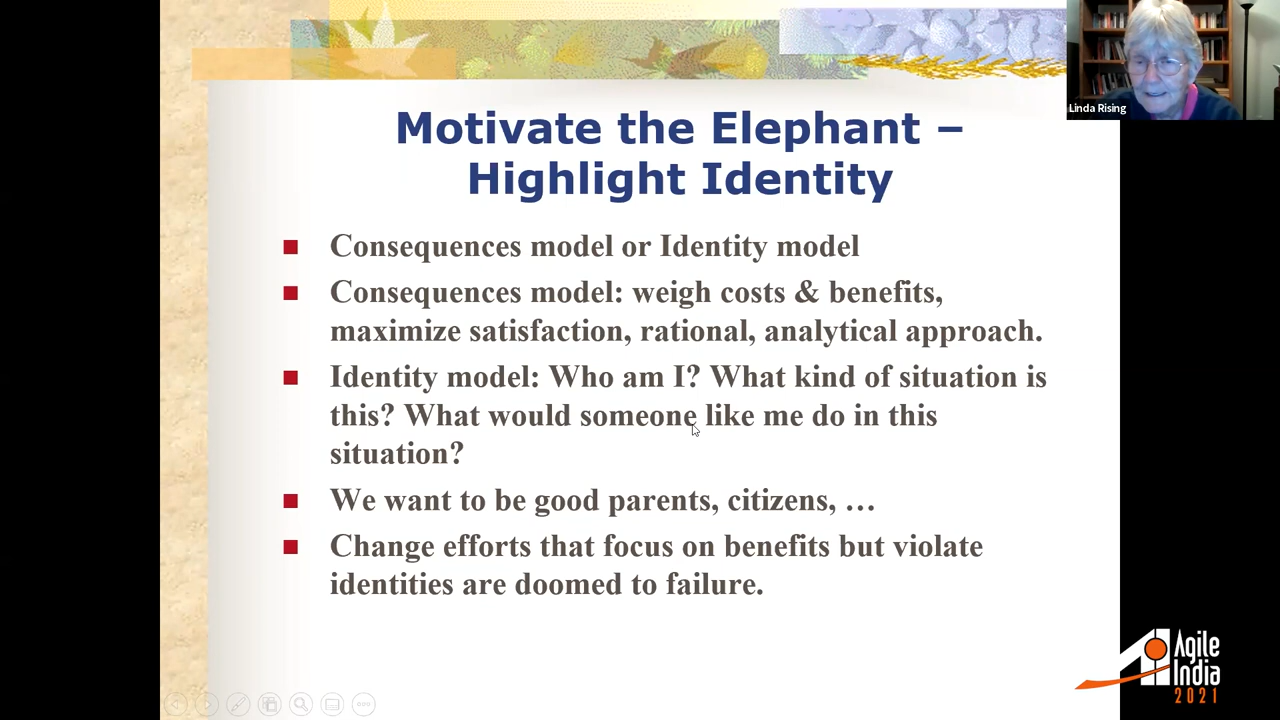 Linda Rising
Motivate the Elephant –
Highlight Identity
Consequences model or Identity model
Consequences model: weigh costs & benefits,
maximize satisfaction, rational, analytical approach.
Identity model: Who am I? What kind of situation is
this? What would someone like me do in this
situation?
We want to be good parents, citizens, …
Change efforts that focus on benefits but violate
identities are doomed to failure.
Agile
India
2021